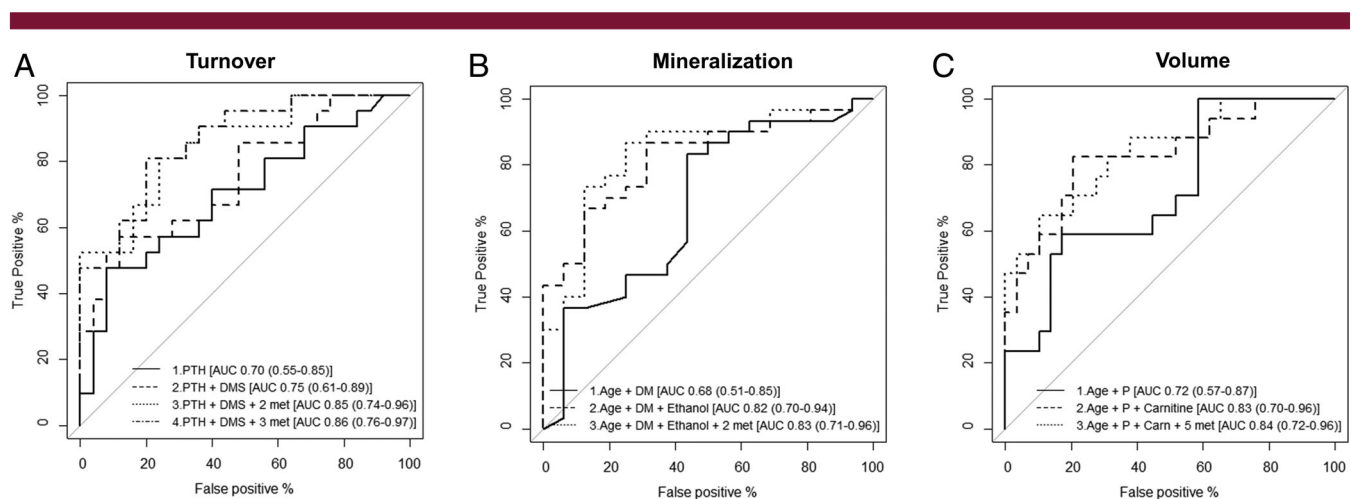 A
Turnover
True Positive %
0
20
40
60
80
100
1.PTH [AUC 0.70 (0.55-0.85)]
2.PTH + DMS [AUC 0.75 (0.61-0.89)]
3.PTH + DMS + 2 met [AUC 0.85 (0.74-0.96)]
4.PTH + DMS + 3 met [AUC 0.86 (0.76-0.97)]
0 20 40 60 80 100
False positive %
B
Mineralization
True Positive %
0
20
40
60
80
100
1.Age + DM [AUC 0.68 (0.51-0.85)]
2.Age + DM + Ethanol [AUC 0.82 (0.70-0.94)]
3.Age + DM + Ethanol + 2 met [AUC 0.83 (0.71-0.96)]
0 20 40 60 80 100
False positive %
C
Volume
True Positive %
0
20
40
60
80
100
1.Age + P [AUC 0.72 (0.57-0.87)]
2.Age + P + Carnitine [AUC 0.83 (0.70-0.96)]
3.Age + P + Carn + 5 met [AUC 0.84 (0.72-0.96)]
0 20 40 60 80 100
False positive %